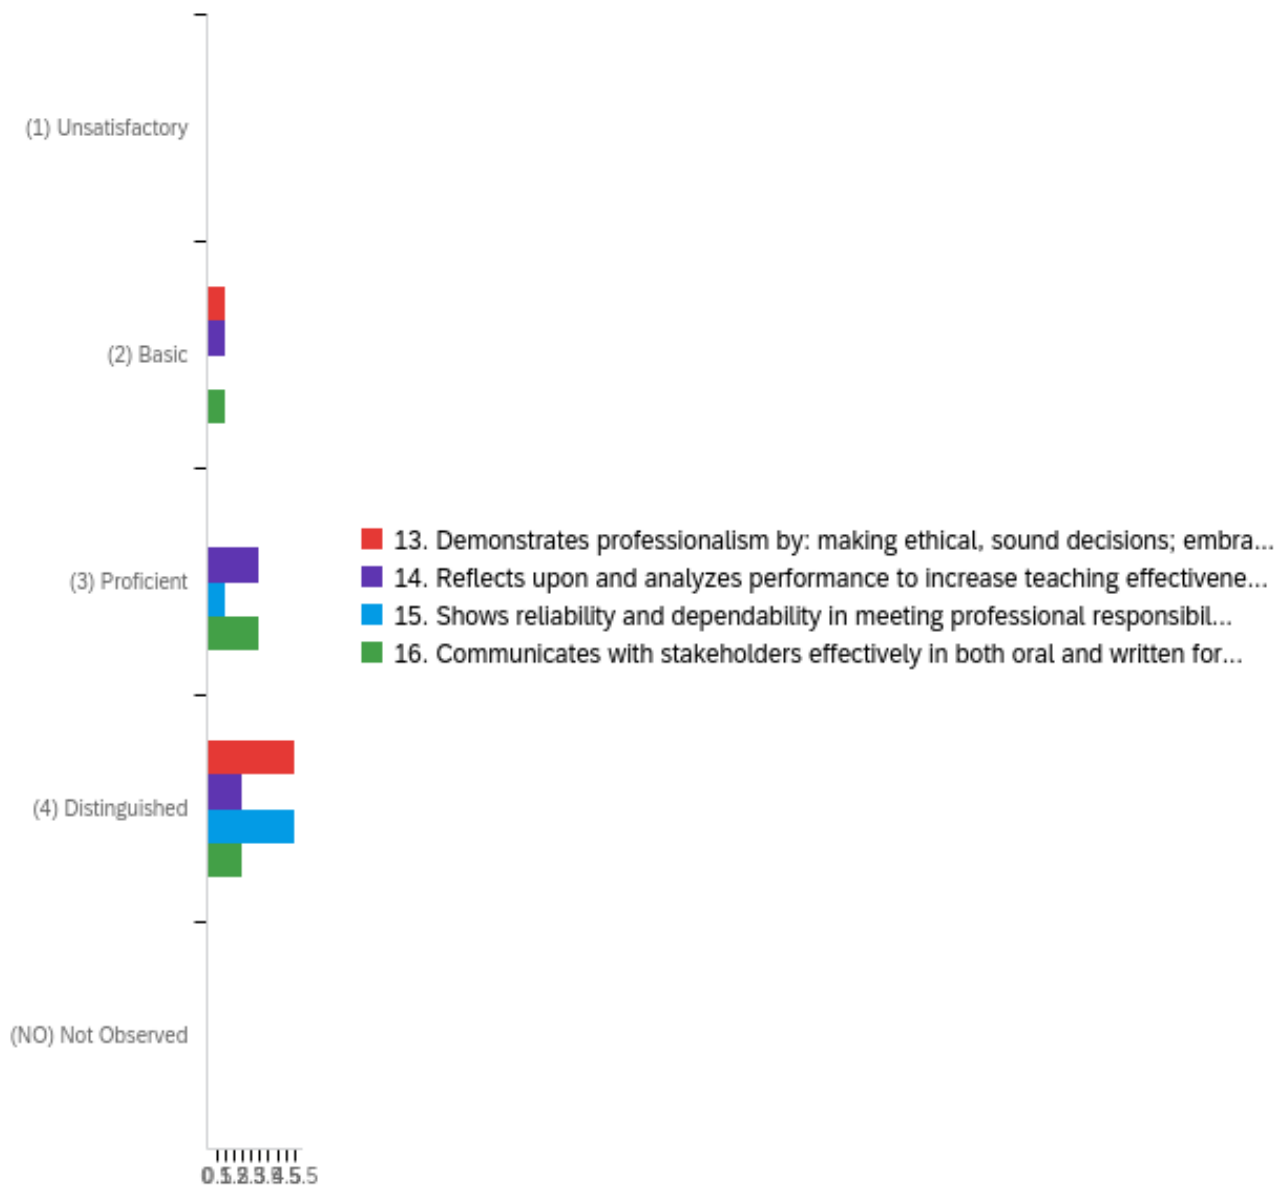 (1) Unsatisfactory
(2) Basic
(3) Proficient
13. Demonstrates professionalism by: making ethical, sound decisions; embra...
14. Reflects upon and analyzes performance to increase teaching effectivene...
15. Shows reliability and dependability in meeting professional responsibil...
16. Communicates with stakeholders effectively in both oral and written for...
(4) Distinguished
(NO) Not Observed